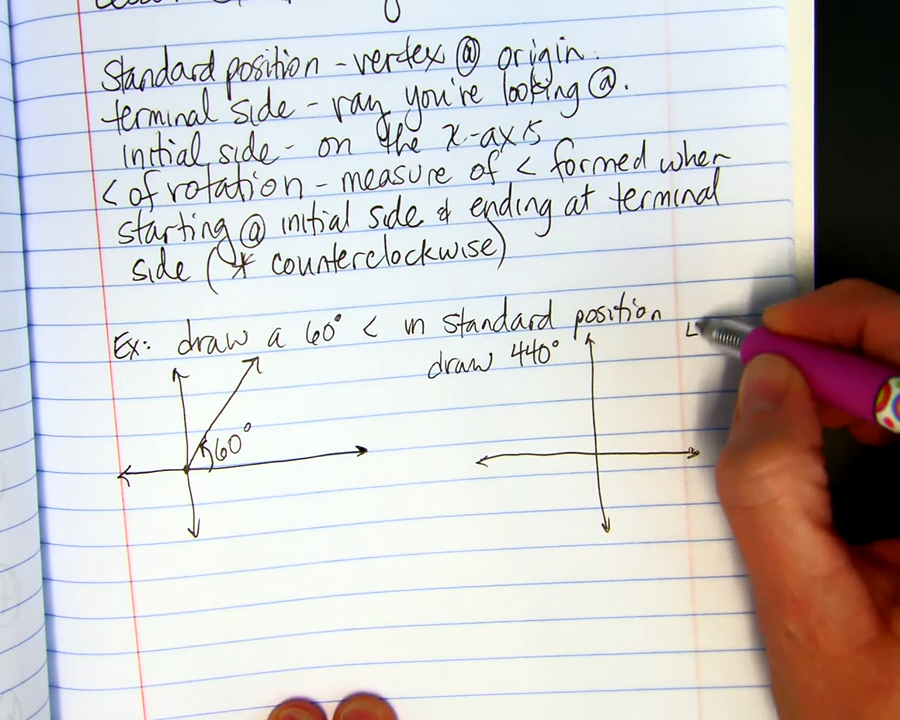 Standard position - vertex @ origin.
terminal side - ray you're looking @.
initial side - on the x-axis
< of rotation - measure of < formed when
starting @ initial side & ending at terminal
side (* counterclockwise)
Ex: draw a 60° < in standard position
draw 440°
60°